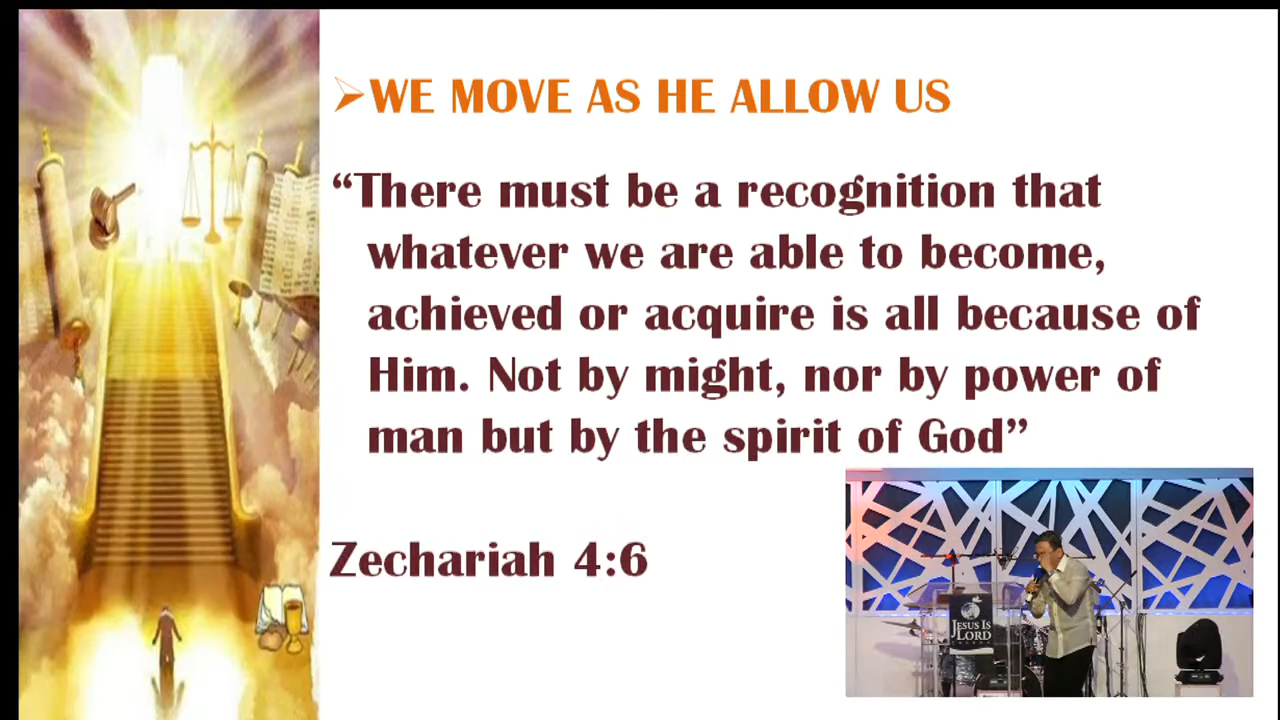 ➢WE MOVE AS HE ALLOW US
“There must be a recognition that
whatever we are able to become,
achieved or acquire is all because of
Him. Not by might, nor by power of
man but by the spirit of God”
Zechariah 4:6
JESUS IS
LORD
CHURCH